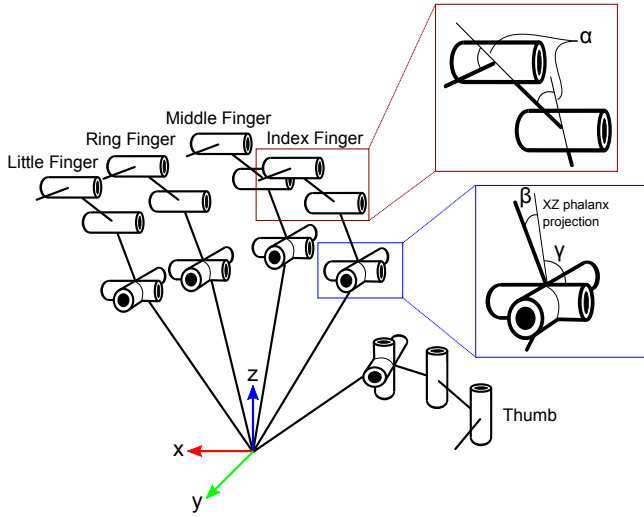 α
Middle Finger
Ring Finger
Index Finger
Little Finger
β
XZ phalanx
projection
γ
z
Thumb
x
y